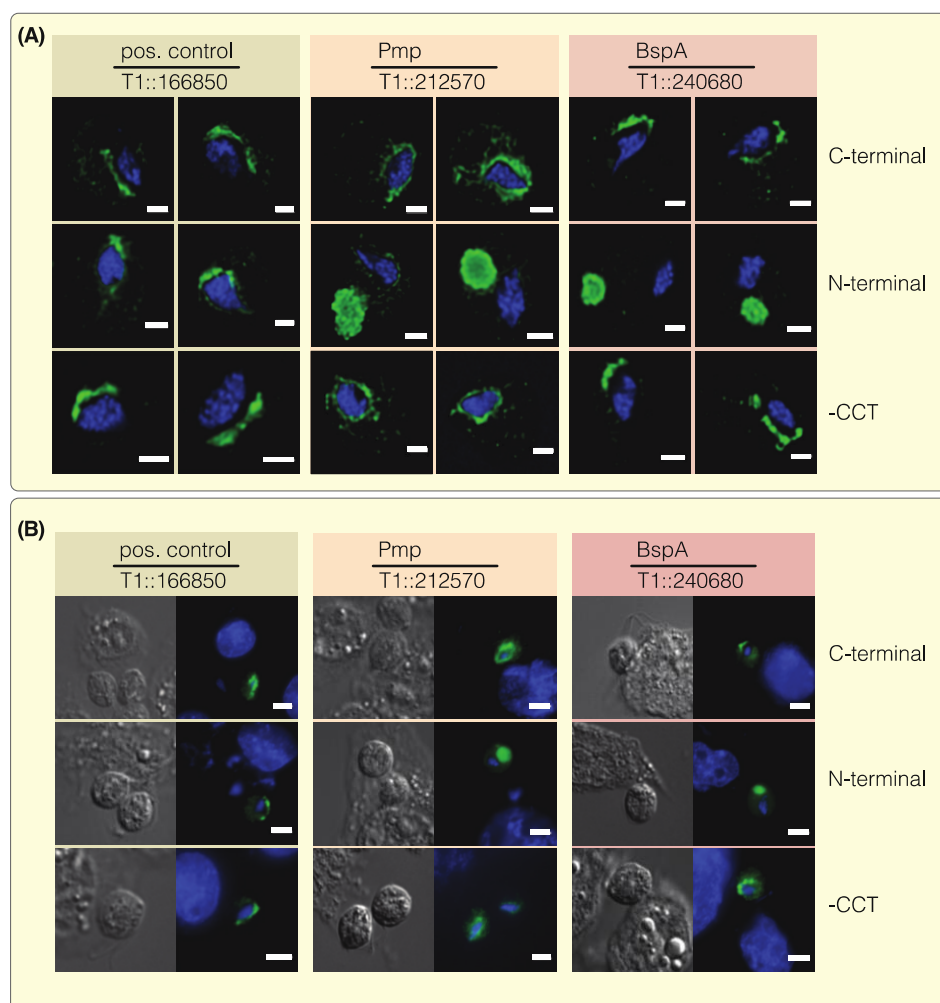 (A)
pos. control
T1::166850
Pmp
T1::212570
BspA
T1::240680
C-terminal
N-terminal
-CCT
(B)
pos. control
T1::166850
Pmp
T1::212570
BspA
T1::240680
C-terminal
N-terminal
-CCT